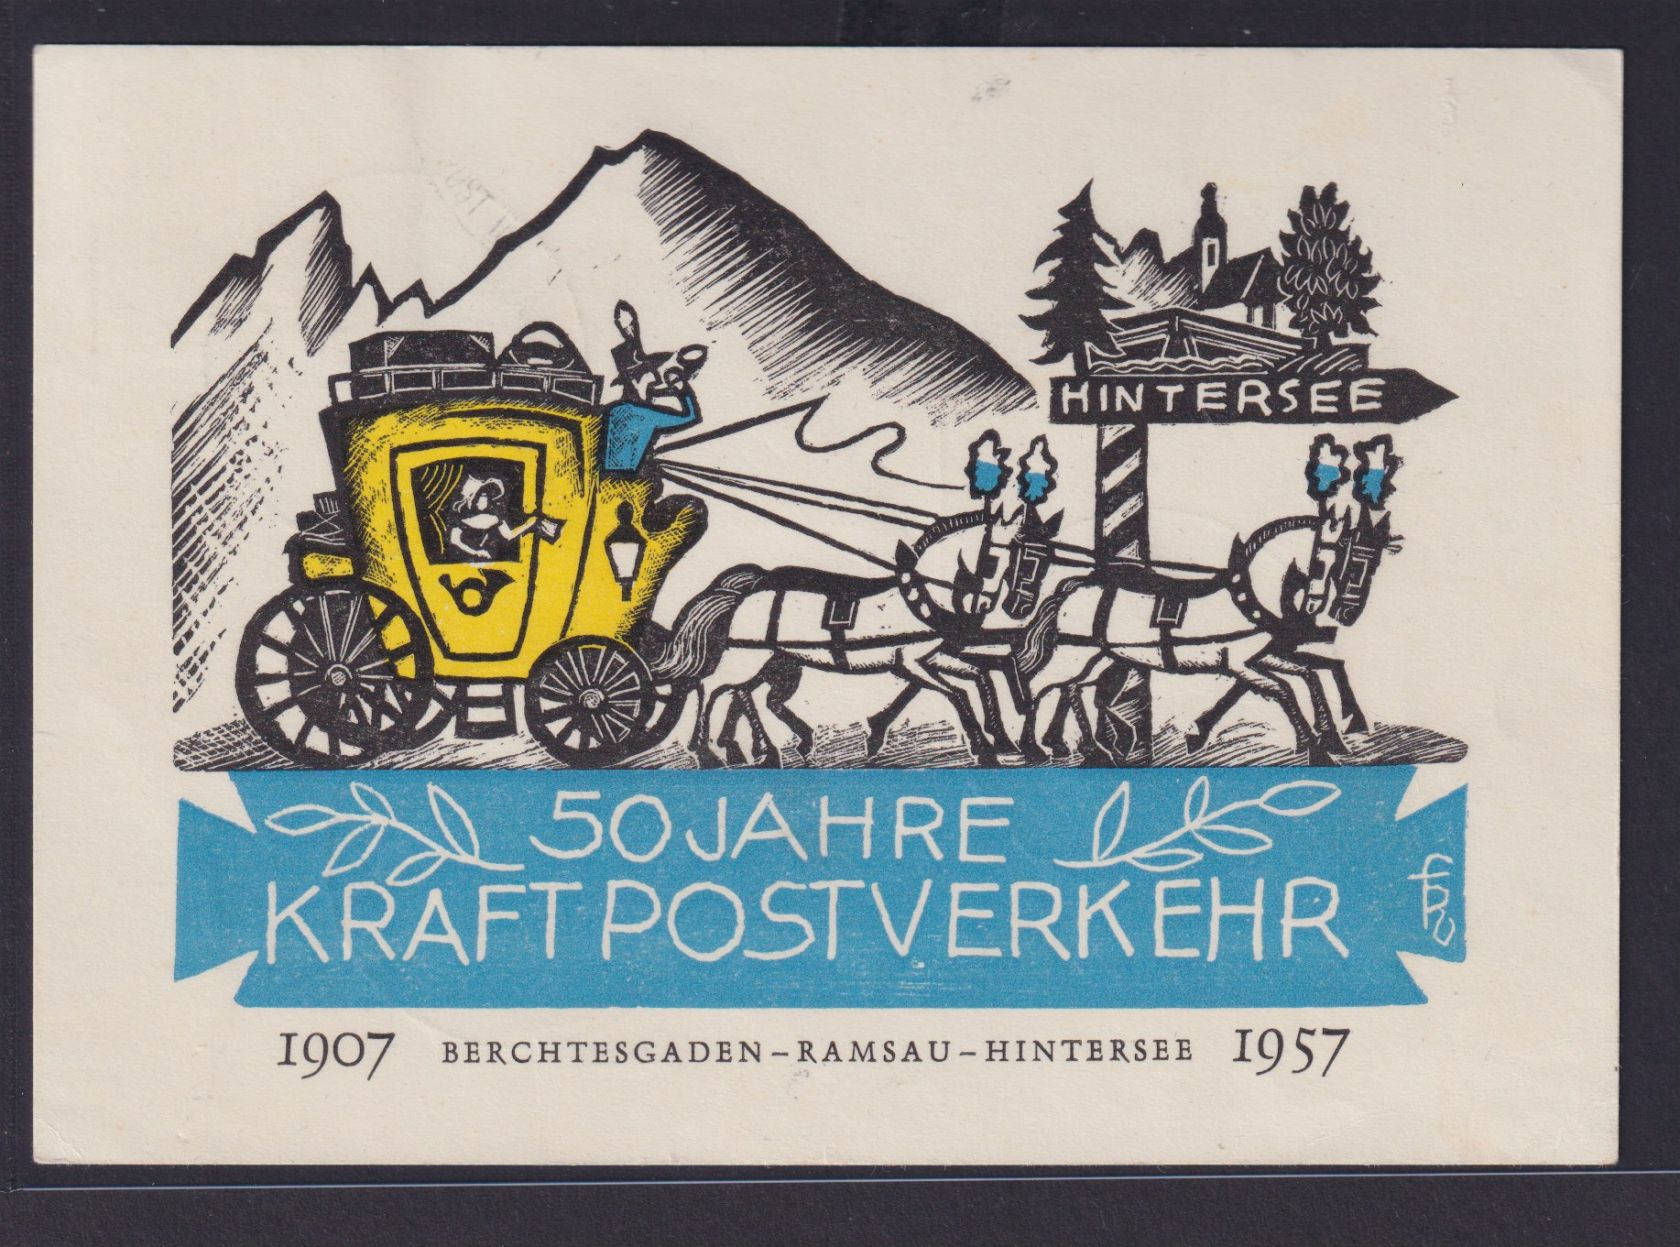 HINTERSEE
50 JAHRE
KRAFTPOSTVERKEHR
1907 BERCHTESGADEN–RAMSAU–HINTERSEE 1957